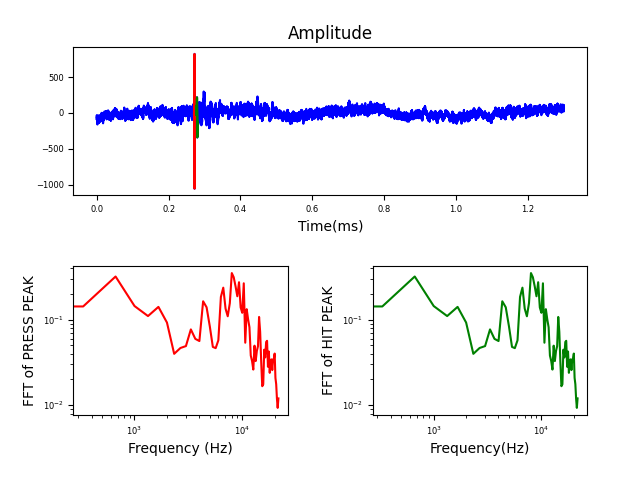 Amplitude
500
0
−500
−1000
0.0 0.2 0.4 0.6 0.8 1.0 1.2
Time(ms)
FFT of PRESS PEAK
10⁻¹
10⁻²
10³ 10⁴
Frequency (Hz)
FFT of HIT PEAK
10⁻¹
10⁻²
10³ 10⁴
Frequency(Hz)